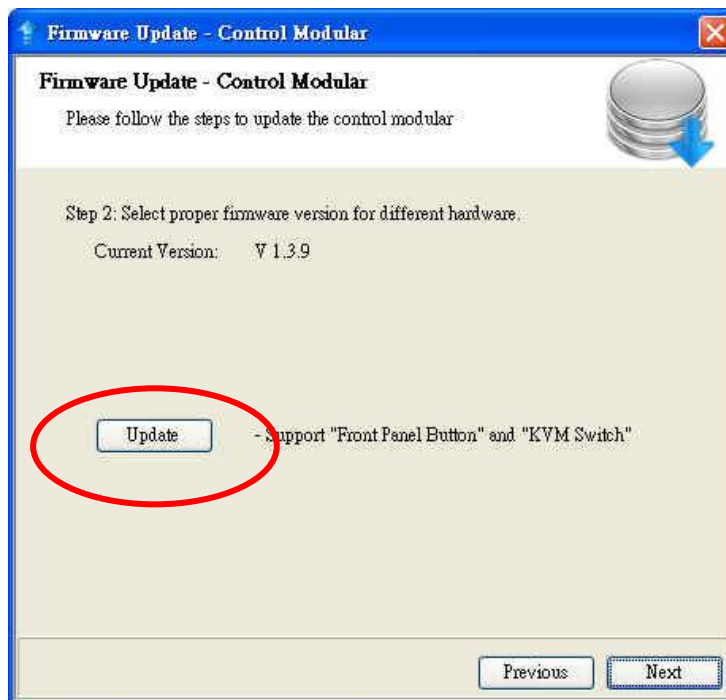 Firmware Update - Control Modular
Firmware Update - Control Modular
Please follow the steps to update the control modular
Step 2: Select proper firmware version for different hardware.
Current Version: V 1.3.9
Update - Support "Front Panel Button" and "KVM Switch"
Previous Next